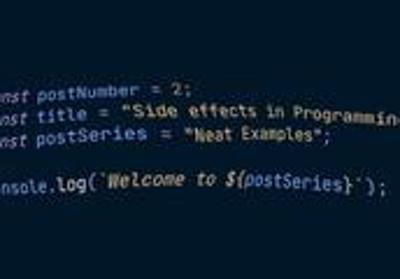 nst postNumber = 2;
nst title = "Side effects in Programmin
nst postSeries = "Neat Examples";
nsole.log(`Welcome to ${postSeries}`);